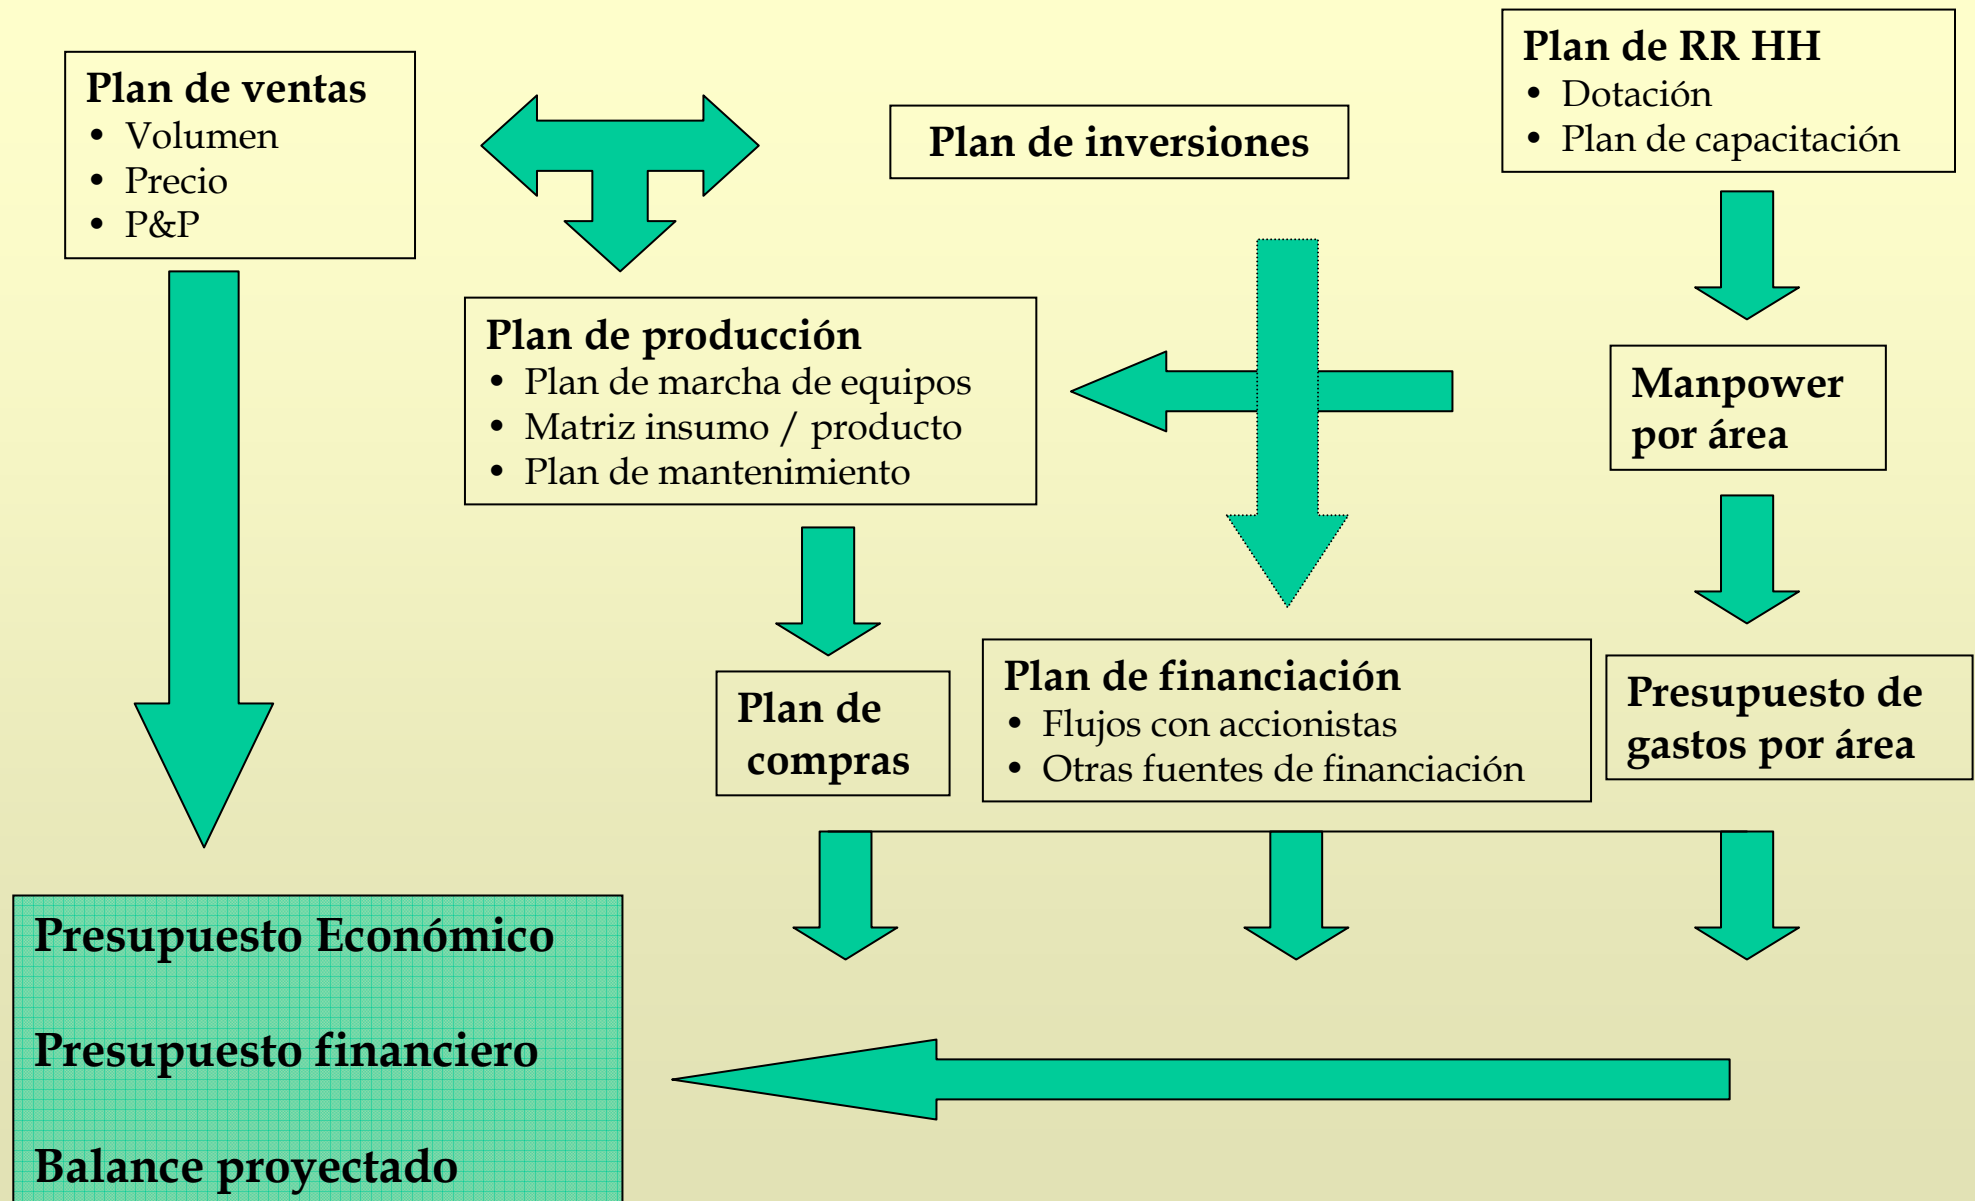 Plan de ventas
• Volumen
• Precio
• P&P
Plan de inversiones
Plan de RR HH
• Dotación
• Plan de capacitación
Plan de producción
• Plan de marcha de equipos
• Matriz insumo / producto
• Plan de mantenimiento
Manpower
por área
Plan de
compras
Plan de financiación
• Flujos con accionistas
• Otras fuentes de financiación
Presupuesto de
gastos por área
Presupuesto Económico
Presupuesto financiero
Balance proyectado